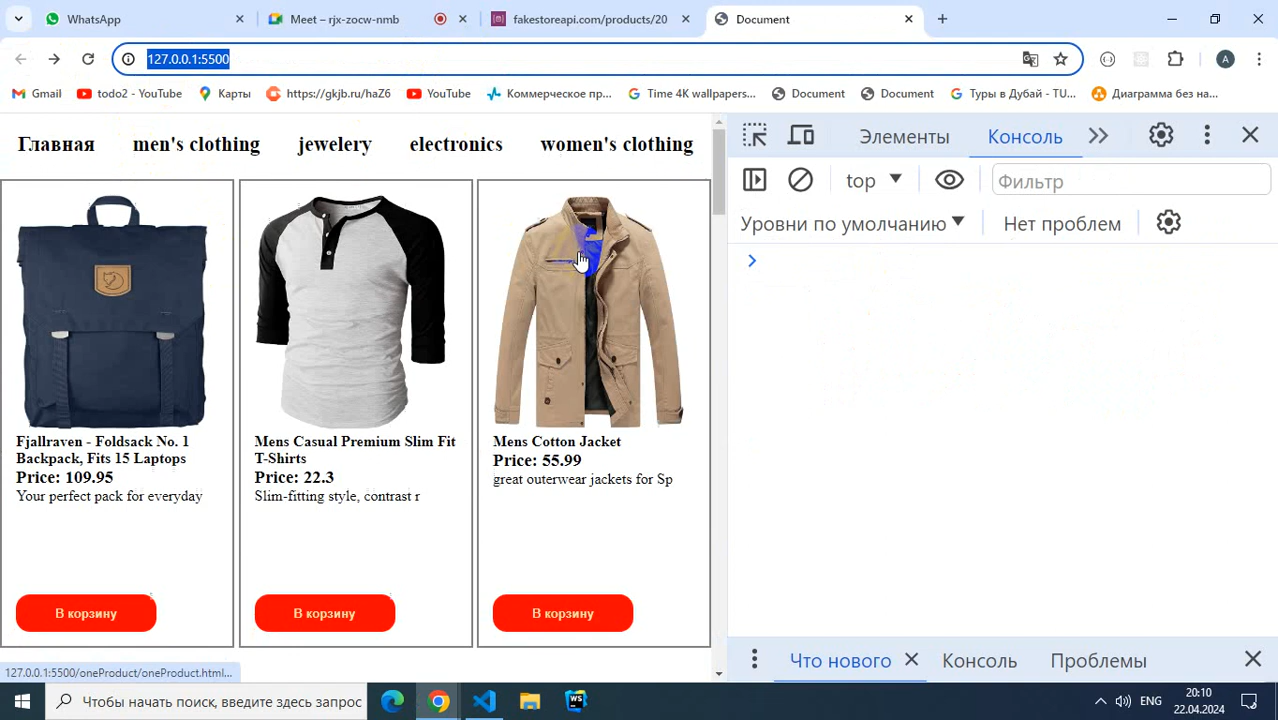 WhatsApp
Meet – rjx-zocw-nmb
fakestoreapi.com/products/20
Document
127.0.0.1:5500
Gmail
todo2 - YouTube
Карты
https://gkjb.ru/haZ6
YouTube
Коммерческое пр...
Time 4K wallpapers...
Document
Document
Туры в Дубай - TU...
Диаграмма без на...
Главная
men's clothing
jewelery
electronics
women's clothing
Элементы
Консоль
top
Фильтр
Уровни по умолчанию
Нет проблем
Fjallraven - Foldsack No. 1
Backpack, Fits 15 Laptops
Price: 109.95
Your perfect pack for everyday
В корзину
Mens Casual Premium Slim Fit
T-Shirts
Price: 22.3
Slim-fitting style, contrast r
В корзину
Mens Cotton Jacket
Price: 55.99
great outerwear jackets for Sp
В корзину
127.0.0.1:5500/oneProduct/oneProduct.html...
Что нового
Консоль
Проблемы
Чтобы начать поиск, введите здесь запрос
A
WS
ENG
20:10
22.04.2024